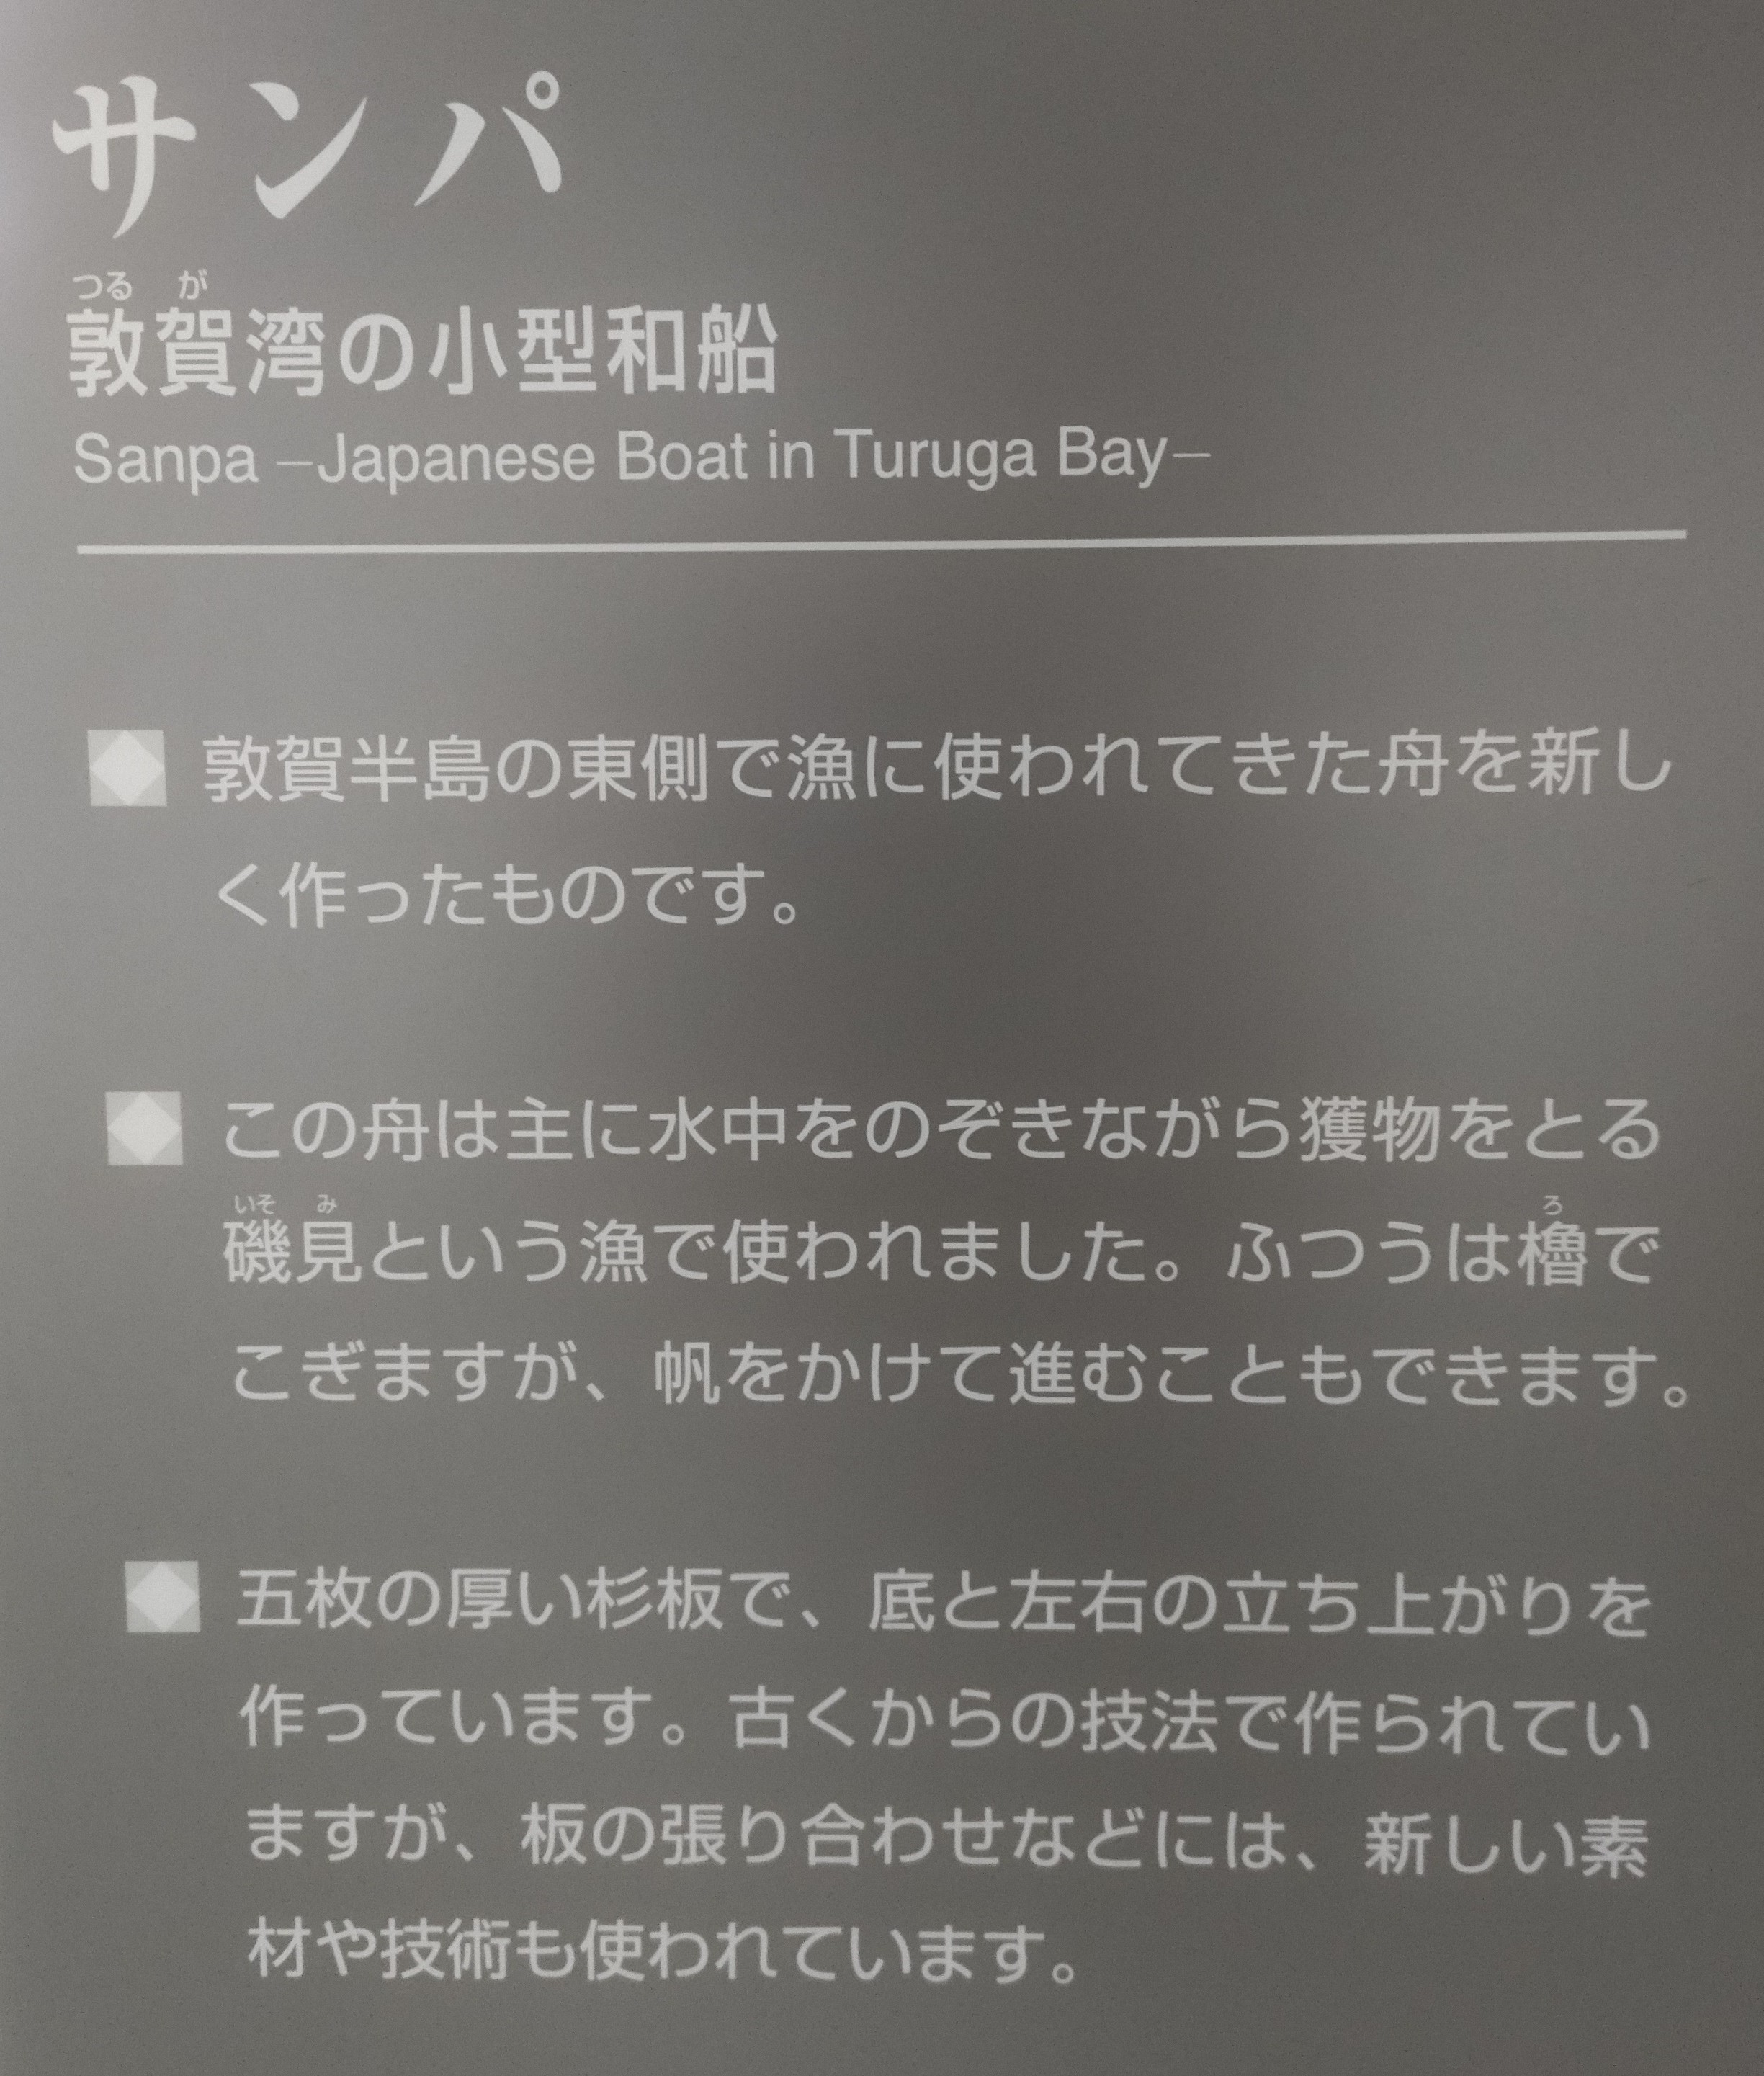 サンパ
つるが
敦賀湾の小型和船
Sanpa –Japanese Boat in Turuga Bay–
敦賀半島の東側で漁に使われてきた舟を新し
く作ったものです。
この舟は主に水中をのぞきながら獲物をとる
いそ み ろ
磯見という漁で使われました。ふつうは櫓で
こぎますが、帆をかけて進むこともできます。
五枚の厚い杉板で、底と左右の立ち上がりを
作っています。古くからの技法で作られてい
ますが、板の張り合わせなどには、新しい素
材や技術も使われています。